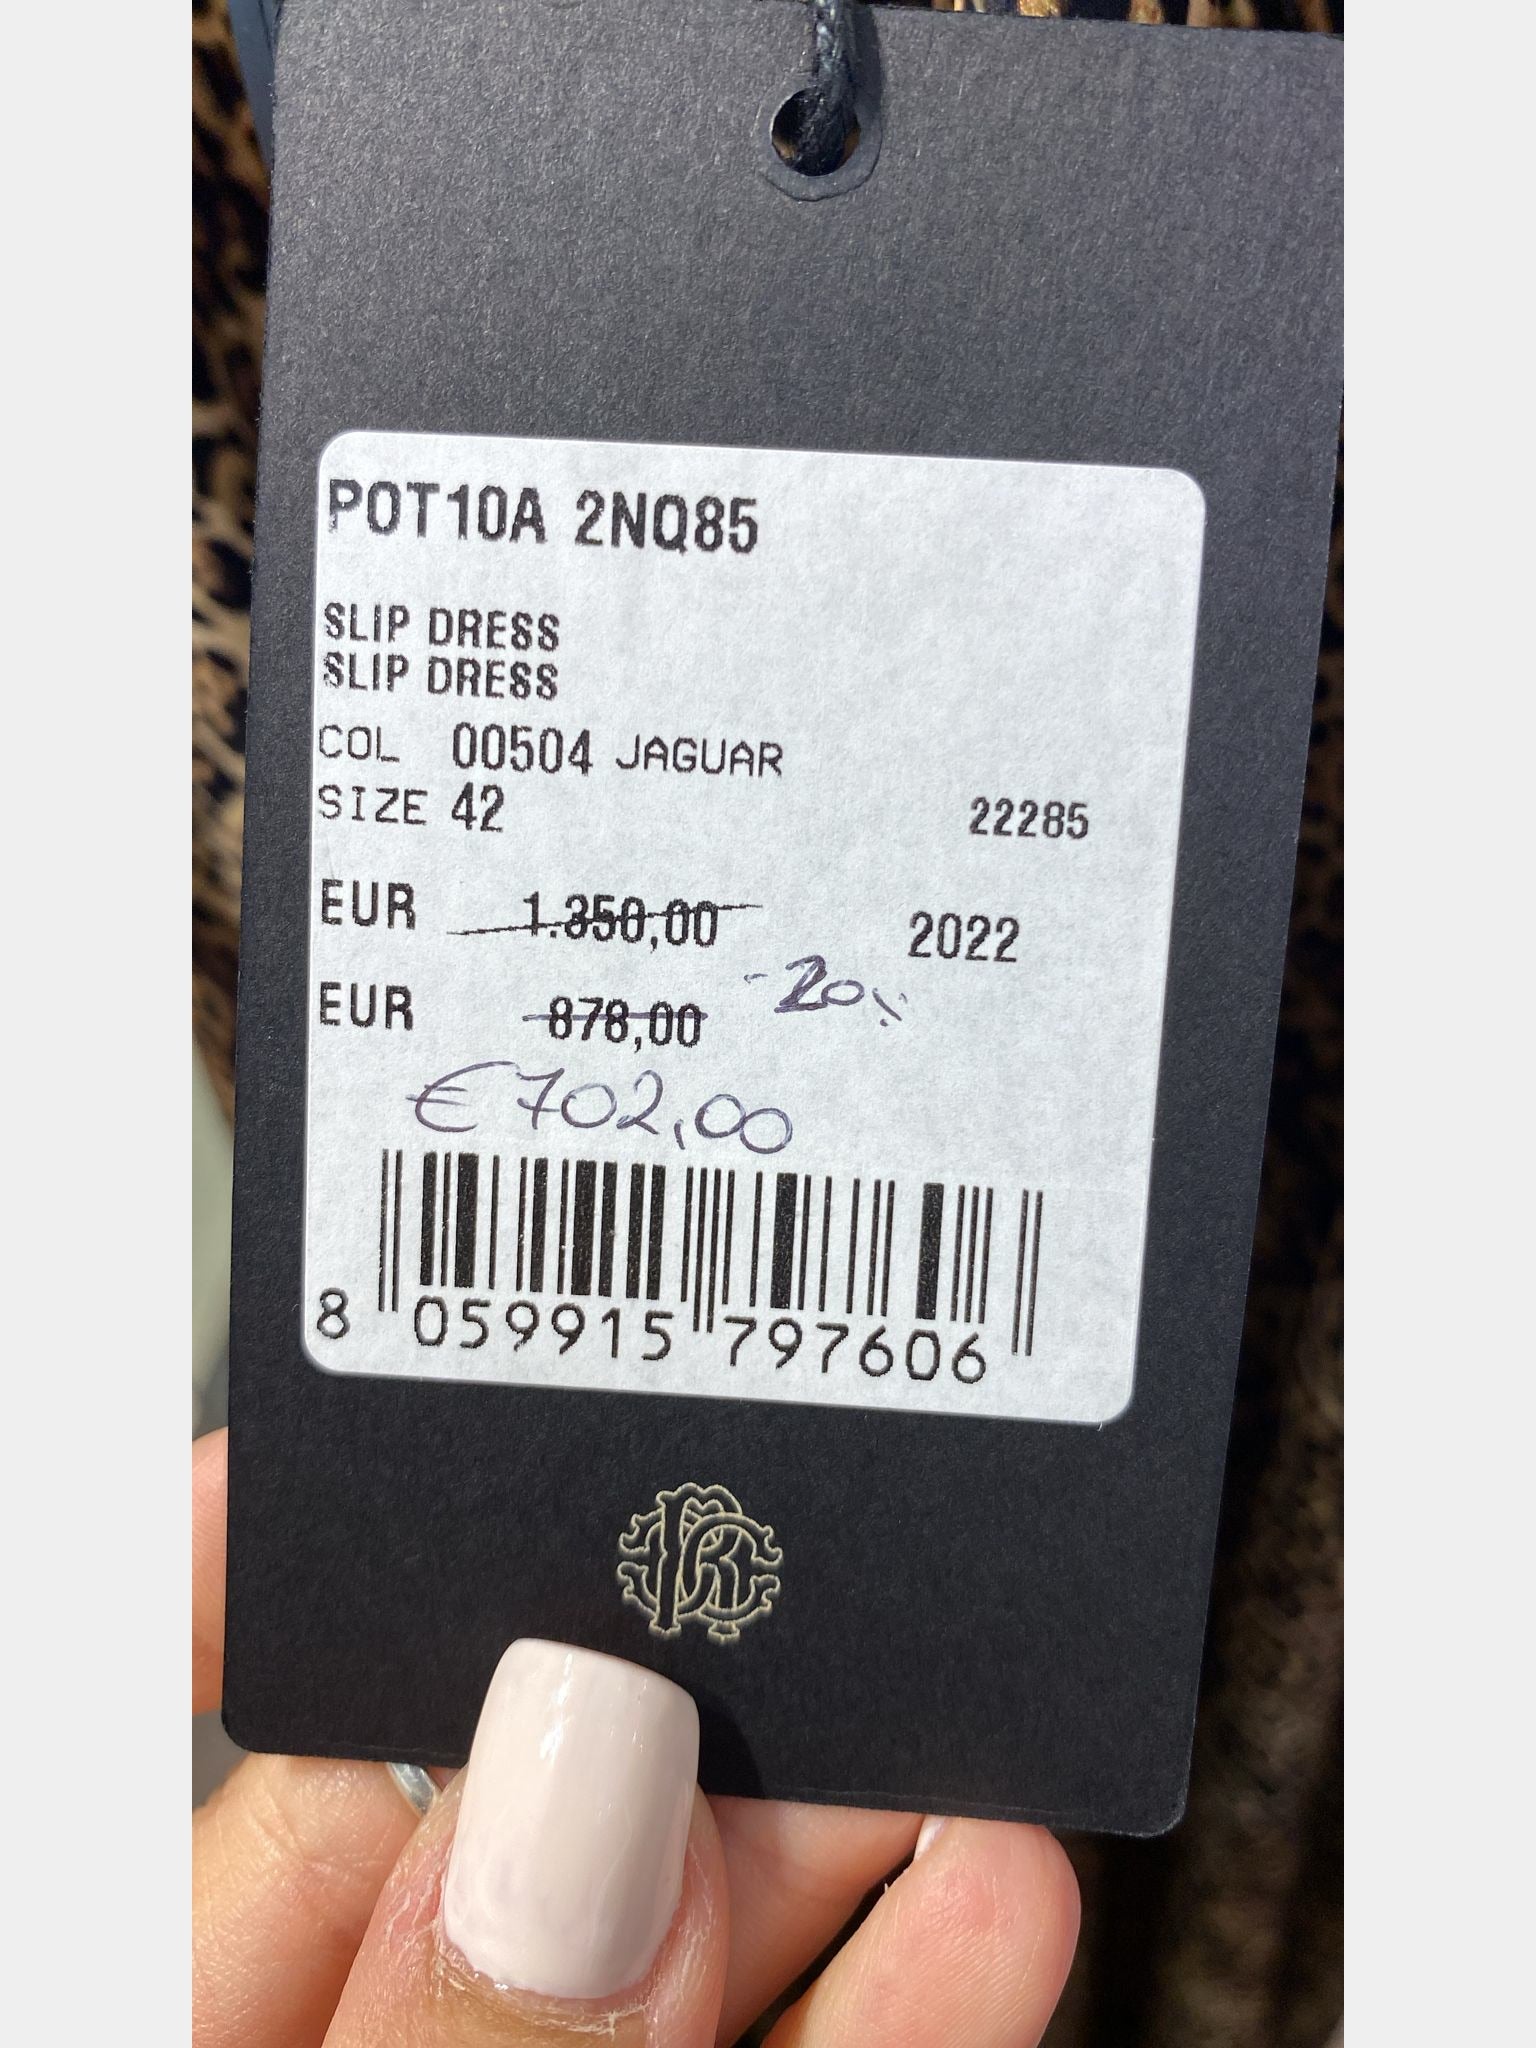 POT10A 2NQ85
SLIP DRESS
SLIP DRESS
COL 00504 JAGUAR
SIZE 42 22285
EUR 1.350,00 2022
-20%
EUR 878,00
€702,00
8 059915 797606